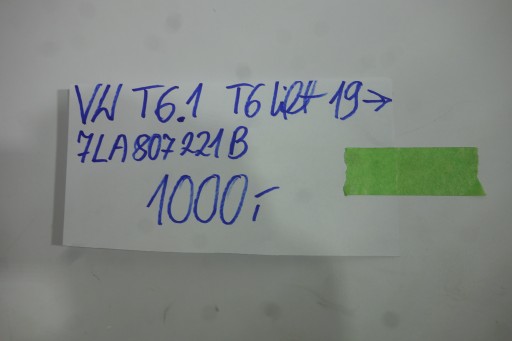 VW T6.1 T6 Lift 19→
7LA807221B
1000,-